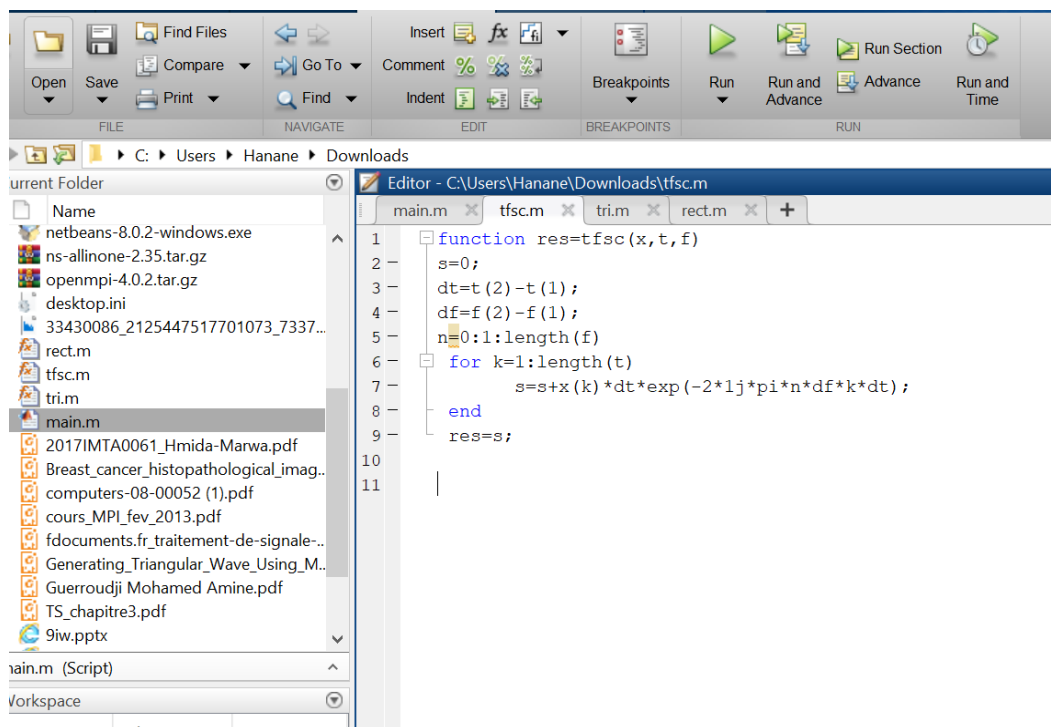 Find Files
Insert fx fi
Compare
Go To
Comment % %
Run Section
Open
Save
Breakpoints
Run
Run and
Advance
Advance
Run and
Time
Print
Find
Indent
FILE
NAVIGATE
EDIT
BREAKPOINTS
RUN
C: Users Hanane Downloads
urrent Folder
Editor - C:\Users\Hanane\Downloads\tfsc.m
Name
main.m tfsc.m tri.m rect.m +
netbeans-8.0.2-windows.exe
ns-allinone-2.35.tar.gz
openmpi-4.0.2.tar.gz
desktop.ini
33430086_2125447517701073_7337...
rect.m
tfsc.m
tri.m
main.m
2017IMTA0061_Hmida-Marwa.pdf
Breast_cancer_histopathological_imag...
computers-08-00052 (1).pdf
cours_MPI_fev_2013.pdf
fdocuments.fr_traitement-de-signale-...
Generating_Triangular_Wave_Using_M...
Guerroudji Mohamed Amine.pdf
TS_chapitre3.pdf
9iw.pptx
main.m (Script)
Workspace
1 function res=tfsc(x,t,f)
2 s=0;
3 dt=t(2)-t(1);
4 df=f(2)-f(1);
5 n=0:1:length(f)
6 for k=1:length(t)
7 s=s+x(k)*dt*exp(-2*1j*pi*n*df*k*dt);
8 end
9 res=s;
10
11